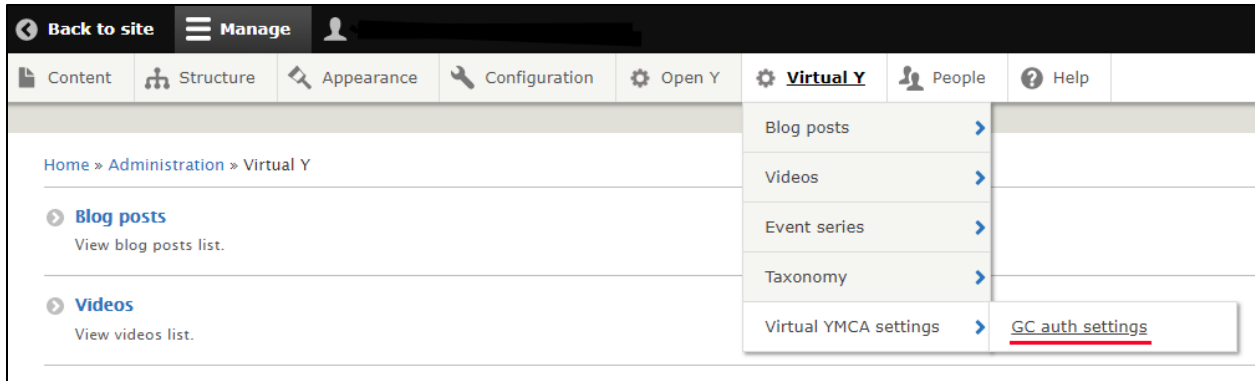 Back to site Manage
Content Structure Appearance Configuration Open Y Virtual Y People Help
Blog posts
Videos
Event series
Taxonomy
Virtual YMCA settings GC auth settings
Home » Administration » Virtual Y
Blog posts
View blog posts list.
Videos
View videos list.